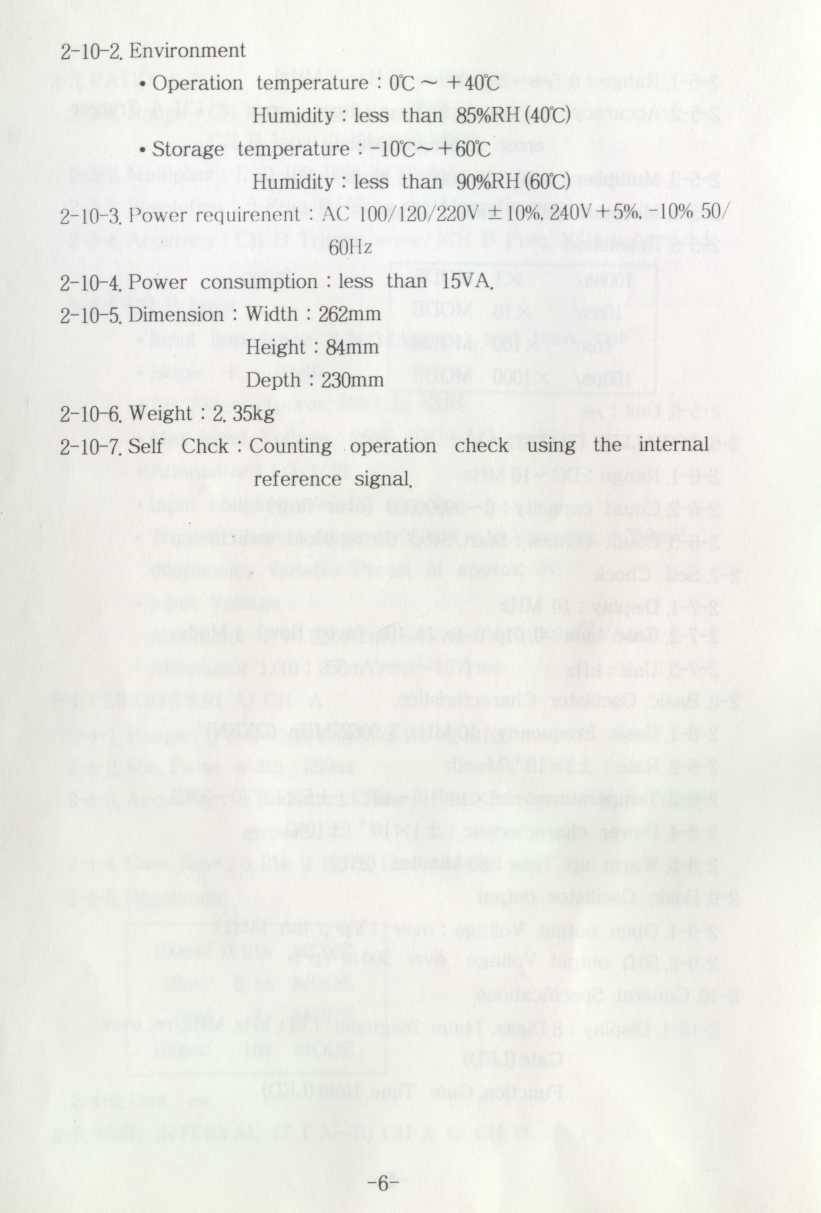 2-10-2. Environment
• Operation temperature : 0℃ ~ +40℃
Humidity : less than 85%RH (40℃)
• Storage temperature : -10℃~ +60℃
Humidity : less than 90%RH (60℃)
2-10-3. Power requirenent : AC 100/120/220V ±10%, 240V+5%, -10% 50/
60Hz
2-10-4. Power consumption : less than 15VA.
2-10-5. Dimension : Width : 262mm
Height : 84mm
Depth : 230mm
2-10-6. Weight : 2. 35kg
2-10-7. Self Chck : Counting operation check using the internal
reference signal.
-6-